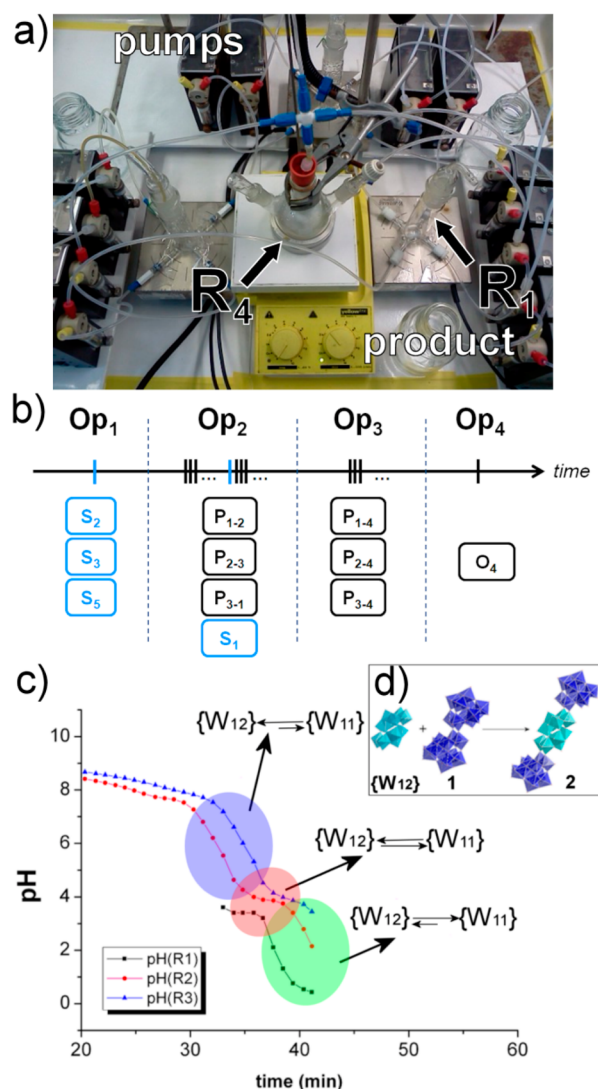 a)
pumps
R₄
R₁
product
b)
Op₁ Op₂ Op₃ Op₄
... ... ...
time
S₂ P₁₋₂ P₁₋₄
S₃ P₂₋₃ P₂₋₄ O₄
S₅ P₃₋₁ P₃₋₄
S₁
c)
d)
+
{W₁₂} 1 2
{W₁₂} {W₁₁}
{W₁₂} {W₁₁}
{W₁₂} {W₁₁}
10
8
6
4
2
0
pH
pH(R1)
pH(R2)
pH(R3)
20 30 40 50 60
time (min)